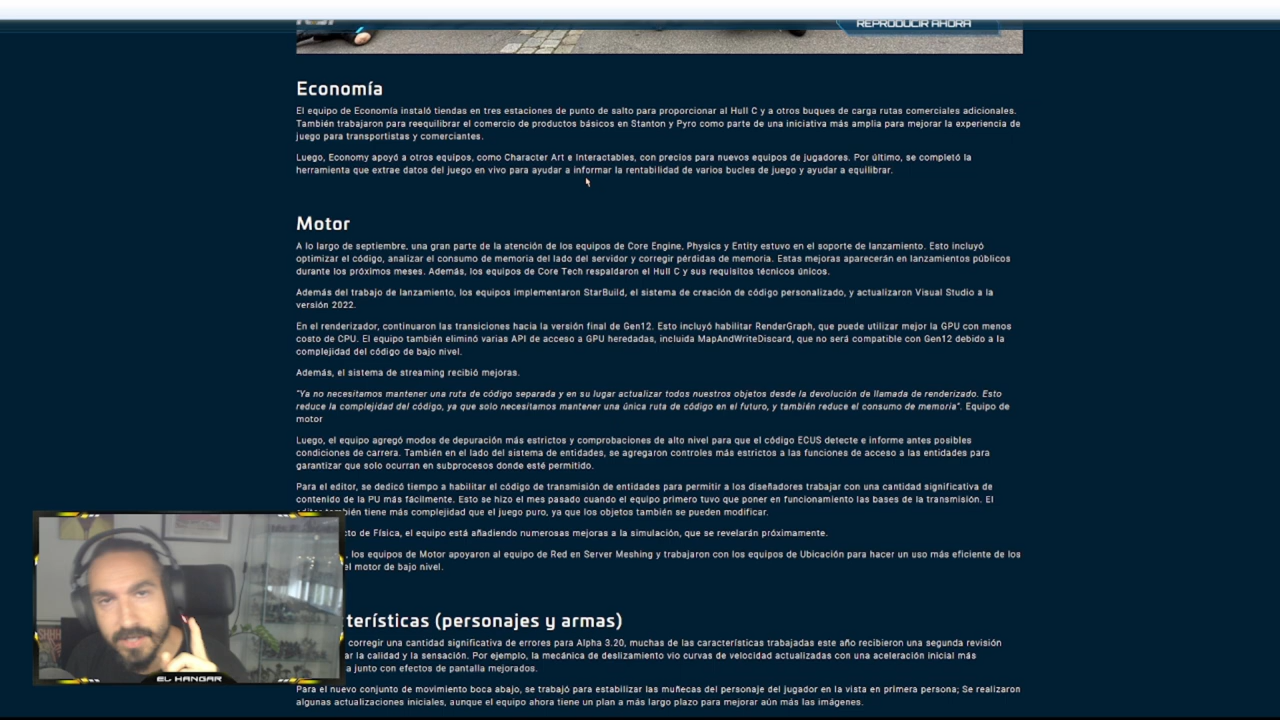 REPRODUCIR AHORA
Economía
El equipo de Economía instaló tiendas en tres estaciones de punto de salto para proporcionar al Hull C y a otros buques de carga rutas comerciales adicionales.
También trabajaron para reequilibrar el comercio de productos básicos en Stanton y Pyro como parte de una iniciativa más amplia para mejorar la experiencia de
juego para transportistas y comerciantes.
Luego, Economy apoyó a otros equipos, como Character Art e Interactables, con precios para nuevos equipos de jugadores. Por último, se completó la
herramienta que extrae datos del juego en vivo para ayudar a informar la rentabilidad de varios bucles de juego y ayudar a equilibrar.
Motor
A lo largo de septiembre, una gran parte de la atención de los equipos de Core Engine, Physics y Entity estuvo en el soporte de lanzamiento. Esto incluyó
optimizar el código, analizar el consumo de memoria del lado del servidor y corregir pérdidas de memoria. Estas mejoras aparecerán en lanzamientos públicos
durante los próximos meses. Además, los equipos de Core Tech respaldaron el Hull C y sus requisitos técnicos únicos.
Además del trabajo de lanzamiento, los equipos implementaron StarBuild, el sistema de creación de código personalizado, y actualizaron Visual Studio a la
versión 2022.
En el renderizador, continuaron las transiciones hacia la versión final de Gen12. Esto incluyó habilitar RenderGraph, que puede utilizar mejor la GPU con menos
costo de CPU. El equipo también eliminó varias API de acceso a GPU heredadas, incluida MapAndWriteDiscard, que no será compatible con Gen12 debido a la
complejidad del código de bajo nivel.
Además, el sistema de streaming recibió mejoras.
"Ya no necesitamos mantener una ruta de código separada y en su lugar actualizar todos nuestros objetos desde la devolución de llamada de renderizado. Esto
reduce la complejidad del código, ya que solo necesitamos mantener una única ruta de código en el futuro, y también reduce el consumo de memoria". Equipo de
motor
Luego, el equipo agregó modos de depuración más estrictos y comprobaciones de alto nivel para que el código ECUS detecte e informe antes posibles
condiciones de carrera. También en el lado del sistema de entidades, se agregaron controles más estrictos a las funciones de acceso a las entidades para
garantizar que solo ocurran en subprocesos donde esté permitido.
Para el editor, se dedicó tiempo a habilitar el código de transmisión de entidades para permitir a los diseñadores trabajar con una cantidad significativa de
contenido de la PU más fácilmente. Esto se hizo el mes pasado cuando el equipo primero tuvo que poner en funcionamiento las bases de la transmisión. El
editor también tiene más complejidad que el juego puro, ya que los objetos también se pueden modificar.
cto de Física, el equipo está añadiendo numerosas mejoras a la simulación, que se revelarán próximamente.
, los equipos de Motor apoyaron al equipo de Red en Server Meshing y trabajaron con los equipos de Ubicación para hacer un uso más eficiente de los
el motor de bajo nivel.
terísticas (personajes y armas)
corregir una cantidad significativa de errores para Alpha 3.20, muchas de las características trabajadas este año recibieron una segunda revisión
ar la calidad y la sensación. Por ejemplo, la mecánica de deslizamiento vio curvas de velocidad actualizadas con una aceleración inicial más
a junto con efectos de pantalla mejorados.
Para el nuevo conjunto de movimiento boca abajo, se trabajó para estabilizar las muñecas del personaje del jugador en la vista en primera persona; Se realizaron
algunas actualizaciones iniciales, aunque el equipo ahora tiene un plan a más largo plazo para mejorar aún más las imágenes.
EL HANGAR